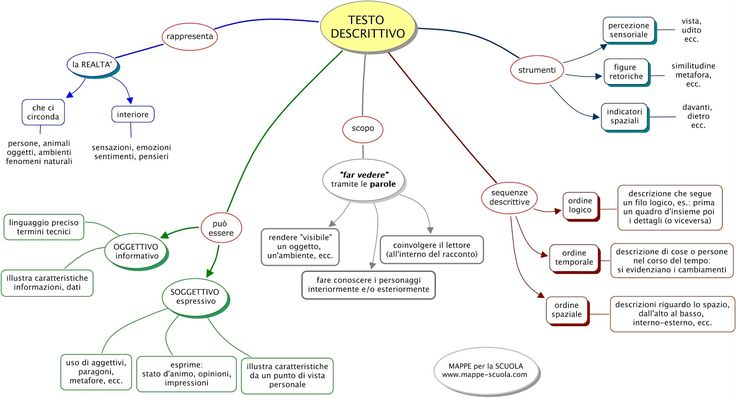 TESTO
DESCRITTIVO
rappresenta
la REALTA'
che ci
circonda
persone, animali
oggetti, ambienti
fenomeni naturali
interiore
sensazioni, emozioni
sentimenti, pensieri
strumenti
percezione
sensoriale
vista,
udito
ecc.
figure
retoriche
similitudine
metafora,
ecc.
indicatori
spaziali
davanti,
dietro
ecc.
scopo
"far vedere"
tramite le parole
rendere "visibile"
un oggetto,
un'ambiente, ecc.
fare conoscere i personaggi
interiormente e/o esteriormente
coinvolgere il lettore
(all'interno del racconto)
sequenze
descrittive
ordine
logico
descrizione che segue
un filo logico, es.: prima
un quadro d'insieme poi
i dettagli (o viceversa)
ordine
temporale
descrizione di cose o persone
nel corso del tempo:
si evidenziano i cambiamenti
ordine
spaziale
descrizioni riguardo lo spazio,
dall'alto al basso,
interno-esterno, ecc.
può
essere
OGGETTIVO
informativo
linguaggio preciso
termini tecnici
illustra caratteristiche
informazioni, dati
SOGGETTIVO
espressivo
uso di aggettivi,
paragoni,
metafore, ecc.
esprime:
stato d'animo, opinioni,
impressioni
illustra caratteristiche
da un punto di vista
personale
MAPPE per la SCUOLA
www.mappe-scuola.com